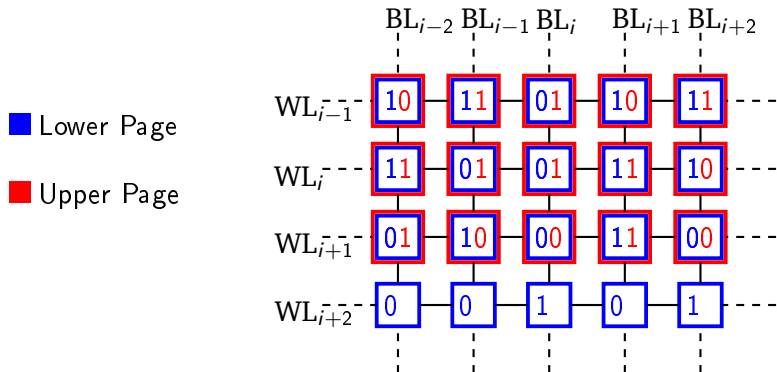 BL_{i−2} BL_{i−1} BL_i BL_{i+1} BL_{i+2}
WL_{i−1} 10 11 01 10 11
Lower Page
WL_i 11 01 01 11 10
Upper Page
WL_{i+1} 01 10 00 11 00
WL_{i+2} 0 0 1 0 1